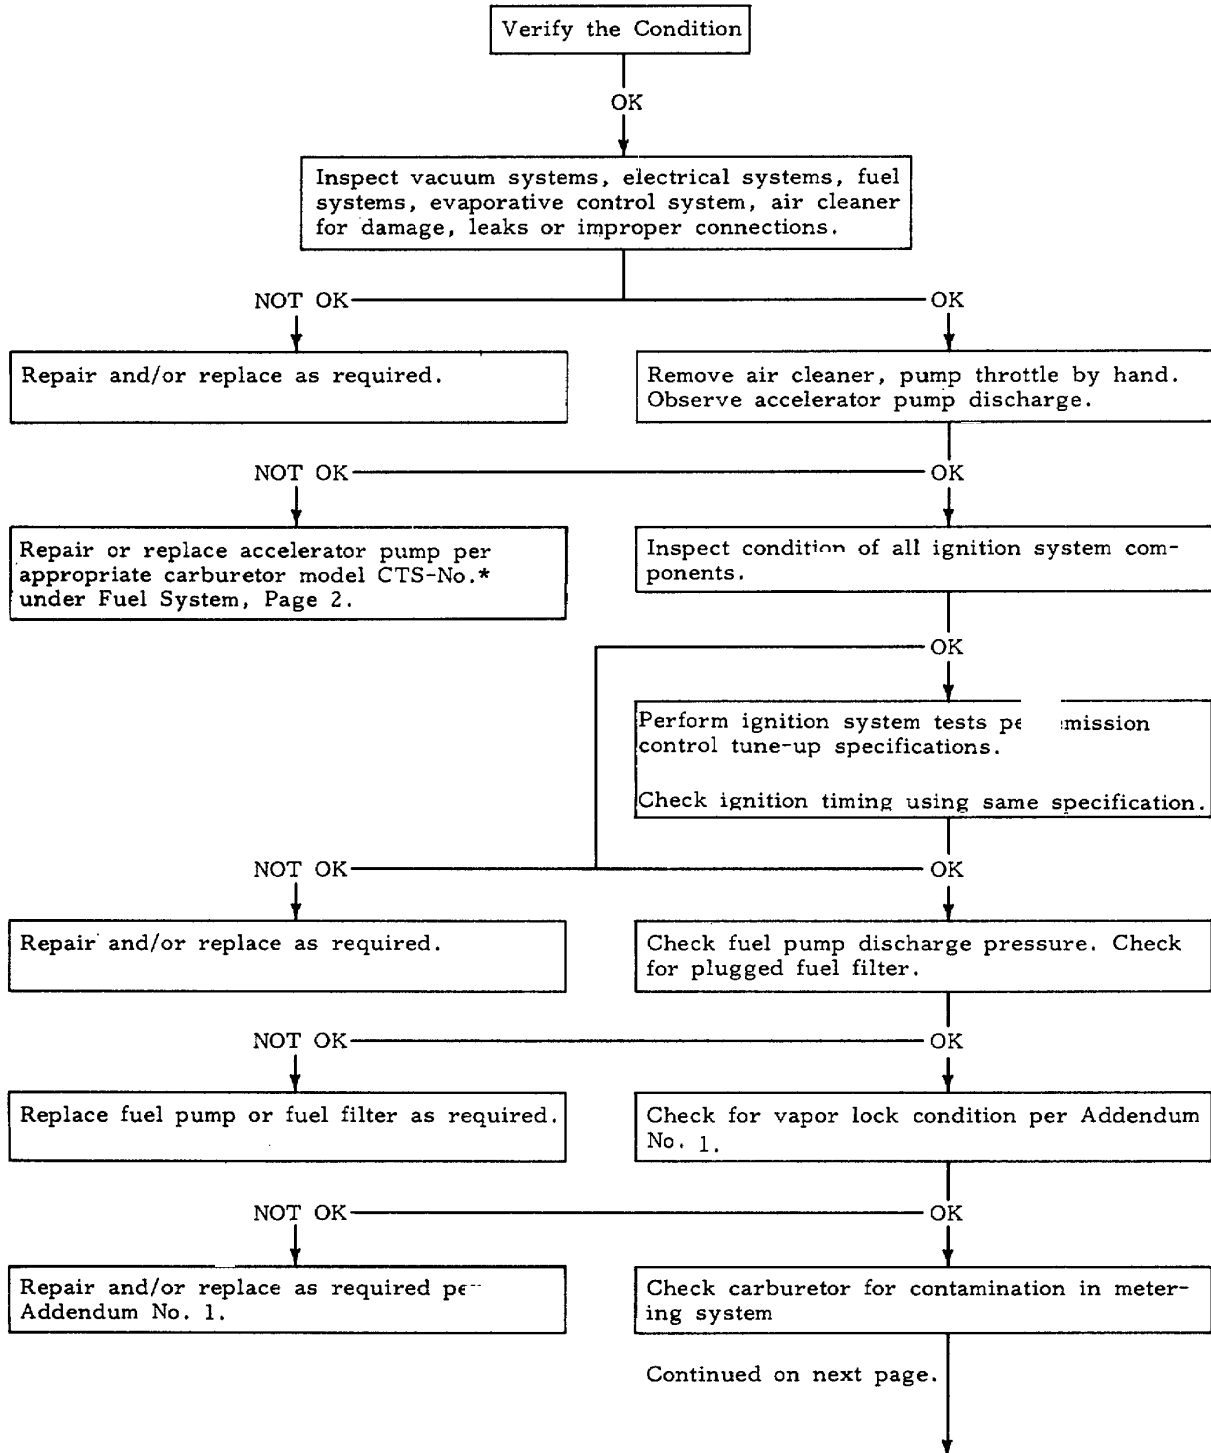 Verify the Condition
OK
Inspect vacuum systems, electrical systems, fuel
systems, evaporative control system, air cleaner
for damage, leaks or improper connections.
NOT OK
OK
Repair and/or replace as required.
Remove air cleaner, pump throttle by hand.
Observe accelerator pump discharge.
NOT OK
OK
Repair or replace accelerator pump per
appropriate carburetor model CTS-No.*
under Fuel System, Page 2.
Inspect condition of all ignition system com-
ponents.
OK
Perform ignition system tests pe mission
control tune-up specifications.
Check ignition timing using same specification.
NOT OK
OK
Repair and/or replace as required.
Check fuel pump discharge pressure. Check
for plugged fuel filter.
NOT OK
OK
Replace fuel pump or fuel filter as required.
Check for vapor lock condition per Addendum
No. 1.
NOT OK
OK
Repair and/or replace as required pe
Addendum No. 1.
Check carburetor for contamination in meter-
ing system
Continued on next page.